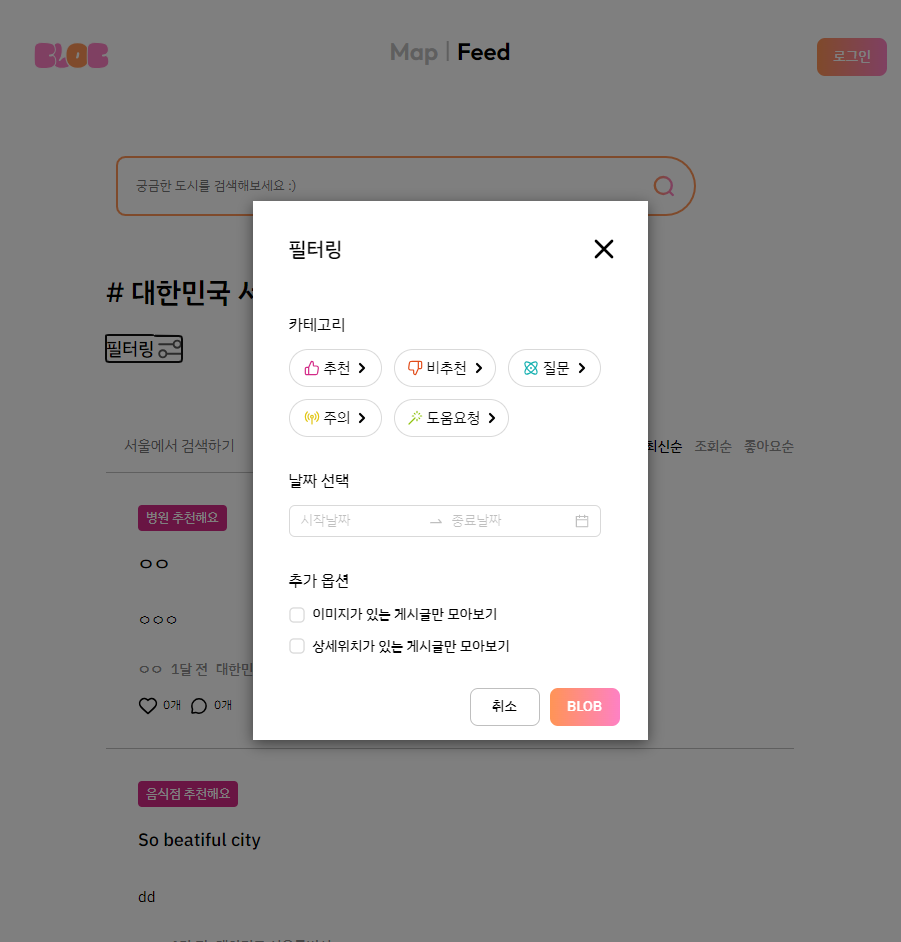 BLOB
Map | Feed
로그인
궁금한 도시를 검색해보세요 :)
# 대한민국
필터링
서울에서 검색하기
최신순 조회순 좋아요순
병원 추천해요
ㅇㅇ
ㅇㅇㅇ
ㅇㅇ 1달 전 대한민
0개 0개
음식점 추천해요
So beatiful city
dd
필터링
카테고리
추천 비추천 질문
주의 도움요청
날짜 선택
시작날짜 → 종료날짜
추가 옵션
이미지가 있는 게시글만 모아보기
상세위치가 있는 게시글만 모아보기
취소 BLOB